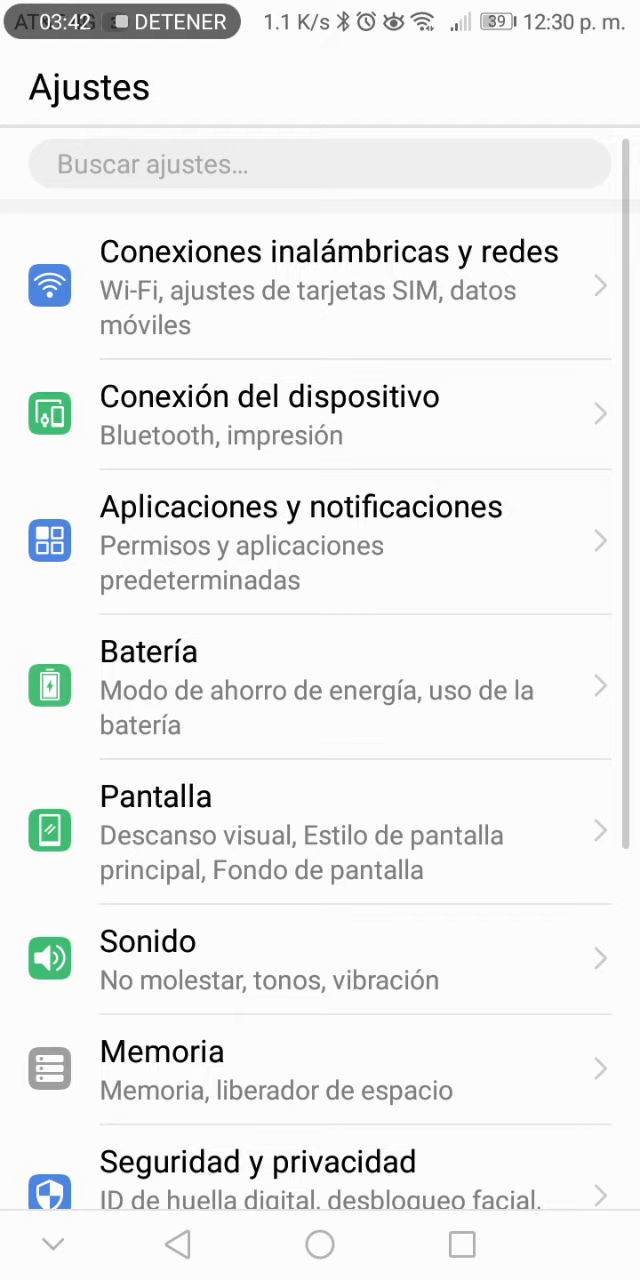 03:42 DETENER 1.1 K/s 39 12:30 p. m.
Ajustes
Buscar ajustes...
Conexiones inalámbricas y redes
Wi-Fi, ajustes de tarjetas SIM, datos
móviles
Conexión del dispositivo
Bluetooth, impresión
Aplicaciones y notificaciones
Permisos y aplicaciones
predeterminadas
Batería
Modo de ahorro de energía, uso de la
batería
Pantalla
Descanso visual, Estilo de pantalla
principal, Fondo de pantalla
Sonido
No molestar, tonos, vibración
Memoria
Memoria, liberador de espacio
Seguridad y privacidad
ID de huella digital, desbloqueo facial,